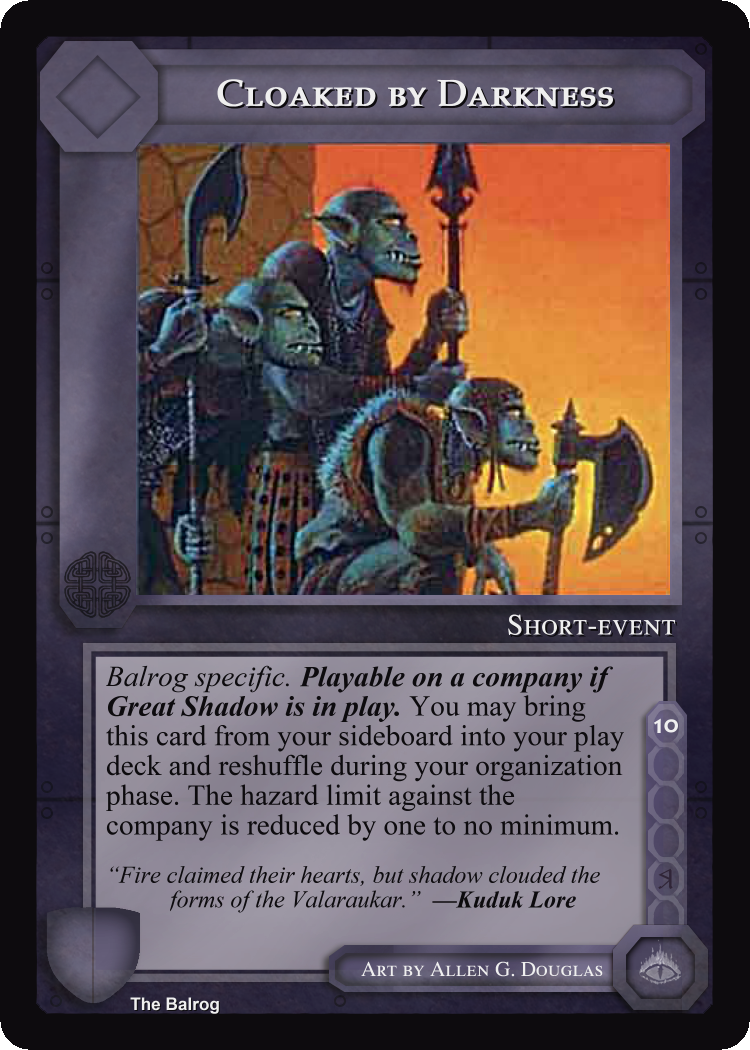 Cloaked by Darkness
Short-event
Balrog specific. Playable on a company if
Great Shadow is in play. You may bring
this card from your sideboard into your play
deck and reshuffle during your organization
phase. The hazard limit against the
company is reduced by one to no minimum.
10
“Fire claimed their hearts, but shadow clouded the
forms of the Valaraukar.” —Kuduk Lore
Art by Allen G. Douglas
The Balrog